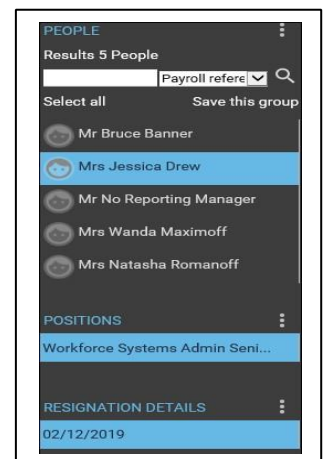 PEOPLE
Results 5 People
Payroll refere
Select all Save this group
Mr Bruce Banner
Mrs Jessica Drew
Mr No Reporting Manager
Mrs Wanda Maximoff
Mrs Natasha Romanoff
POSITIONS
Workforce Systems Admin Seni...
RESIGNATION DETAILS
02/12/2019